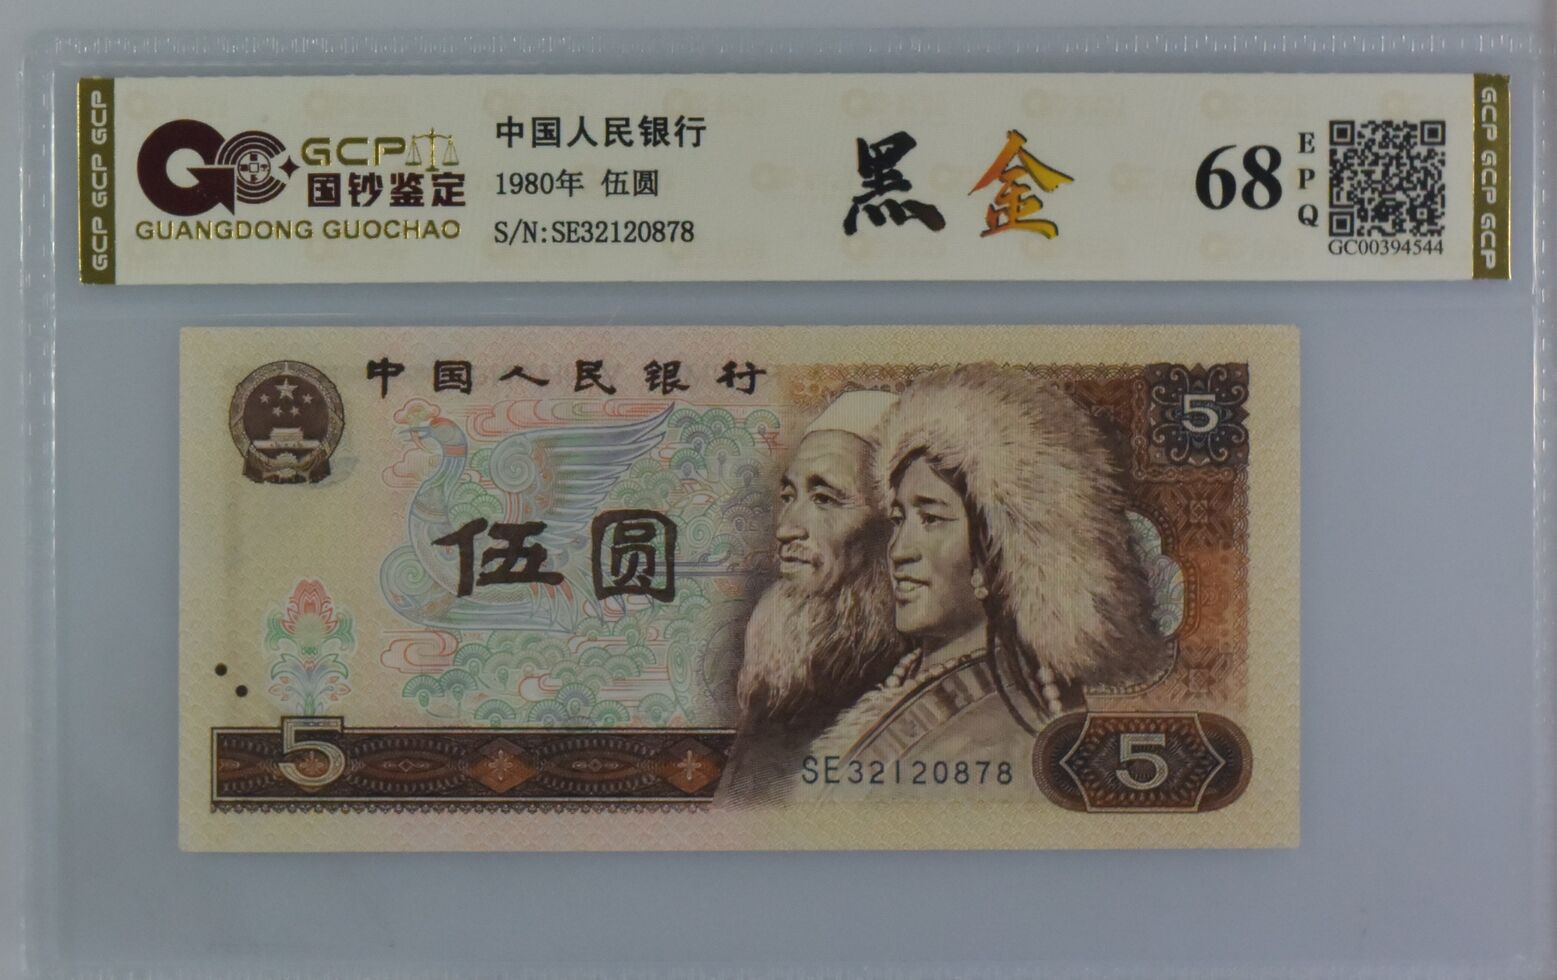 GCP GCP GCP
GCP
国钞鉴定
GUANGDONG GUOCHAO
中国人民银行
1980年 伍圆
S/N:SE32120878
黑金
68
EPQ
GC00394544
GCP GCP GCP
中国人民银行
5
伍圆
5
SE32120878
5